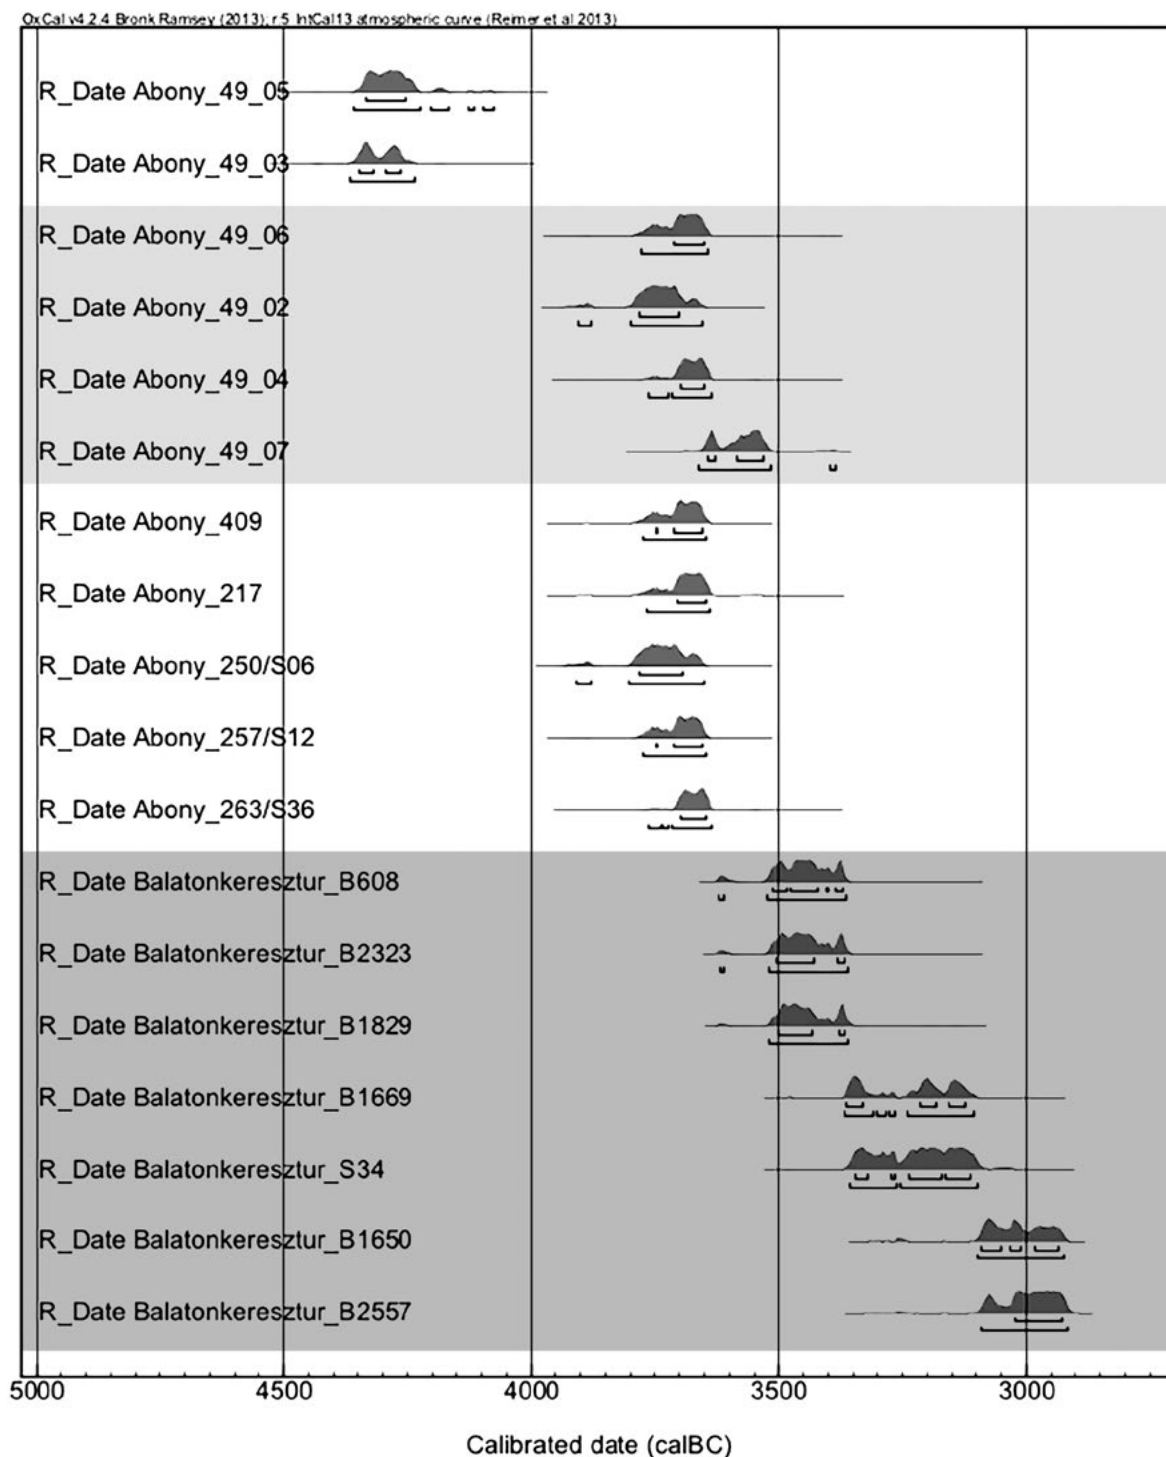 OxCal v4.2.4 Bronk Ramsey (2013); r:5 IntCal13 atmospheric curve (Reimer et al 2013)
R_Date Abony_49_05
R_Date Abony_49_03
R_Date Abony_49_06
R_Date Abony_49_02
R_Date Abony_49_04
R_Date Abony_49_07
R_Date Abony_409
R_Date Abony_217
R_Date Abony_250/S06
R_Date Abony_257/S12
R_Date Abony_263/S36
R_Date Balatonkeresztur_B608
R_Date Balatonkeresztur_B2323
R_Date Balatonkeresztur_B1829
R_Date Balatonkeresztur_B1669
R_Date Balatonkeresztur_S34
R_Date Balatonkeresztur_B1650
R_Date Balatonkeresztur_B2557
5000 4500 4000 3500 3000
Calibrated date (calBC)